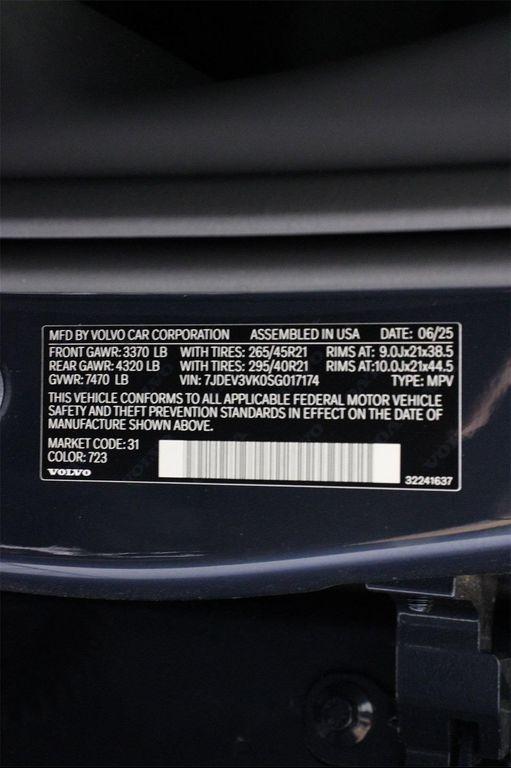 MFD BY VOLVO CAR CORPORATION ASSEMBLED IN USA DATE: 06/25
FRONT GAWR: 3370 LB WITH TIRES: 265/45R21 RIMS AT: 9.0Jx21x38.5
REAR GAWR: 4320 LB WITH TIRES: 295/40R21 RIMS AT:10.0Jx21x44.5
GVWR: 7470 LB VIN: 7JDEV3VK0SG017174 TYPE: MPV
THIS VEHICLE CONFORMS TO ALL APPLICABLE FEDERAL MOTOR VEHICLE
SAFETY AND THEFT PREVENTION STANDARDS IN EFFECT ON THE DATE OF
MANUFACTURE SHOWN ABOVE.
MARKET CODE: 31
COLOR: 723
VOLVO 32241637